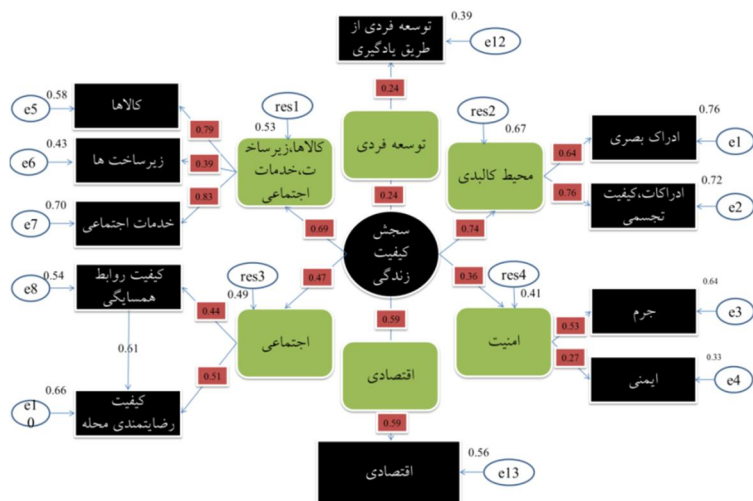 توسعه فردی از
طریق یادگیری
0.39
e12
0.24
توسعه فردی
0.24
0.58
e5
کالاها
0.79
0.43
e6
زیرساخت ها
0.39
0.70
e7
خدمات اجتماعی
0.83
res1
0.53
کالاها,زیرساخ
ت,خدمات
اجتماعی
0.69
res2
0.67
محیط کالبدی
0.74
0.64
ادراک بصری
0.76
e1
0.76
ادراکات,کیفیت
تجسمی
0.72
e2
سجش
کیفیت
زندگی
0.54
e8
کیفیت روابط
همسایگی
0.44
0.61
0.66
e1
0
کیفیت
رضایتمندی محله
0.51
res3
0.49
اجتماعی
0.47
0.59
اقتصادی
0.59
اقتصادی
0.56
e13
0.36
res4
0.41
امنیت
0.53
جرم
0.64
e3
0.27
ایمنی
0.33
e4